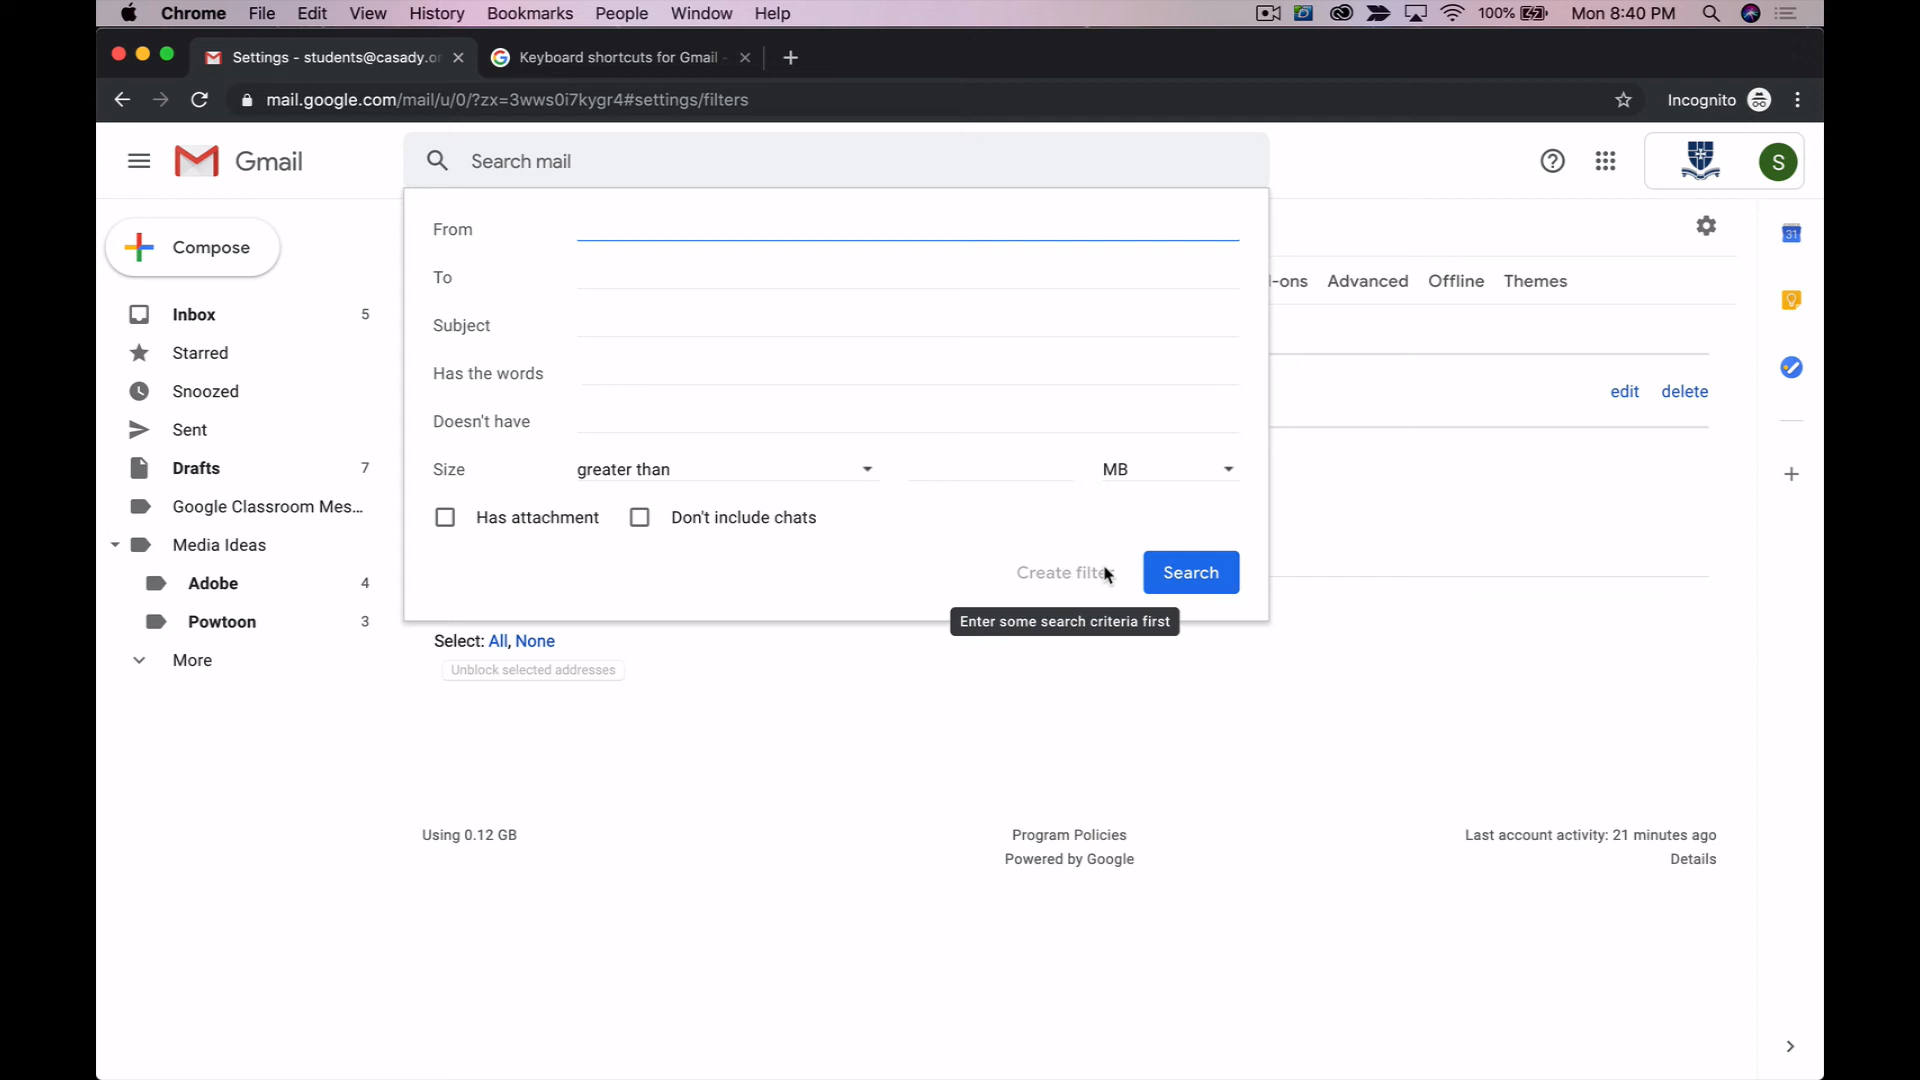 Chrome File Edit View History Bookmarks People Window Help 100% Mon 8:40 PM
Settings - students@casady.or Keyboard shortcuts for Gmail -
mail.google.com/mail/u/0/?zx=3wws0i7kygr4#settings/filters Incognito
Gmail Search mail S
Compose
Inbox 5
Starred
Snoozed
Sent
Drafts 7
Google Classroom Mes...
Media Ideas
Adobe 4
Powtoon 3
More
From
To
Subject
Has the words
Doesn't have
Size greater than MB
Has attachment Don't include chats
Create filter Search
Enter some search criteria first
-ons Advanced Offline Themes
edit delete
31
Select: All, None
Unblock selected addresses
Using 0.12 GB
Program Policies
Powered by Google
Last account activity: 21 minutes ago
Details